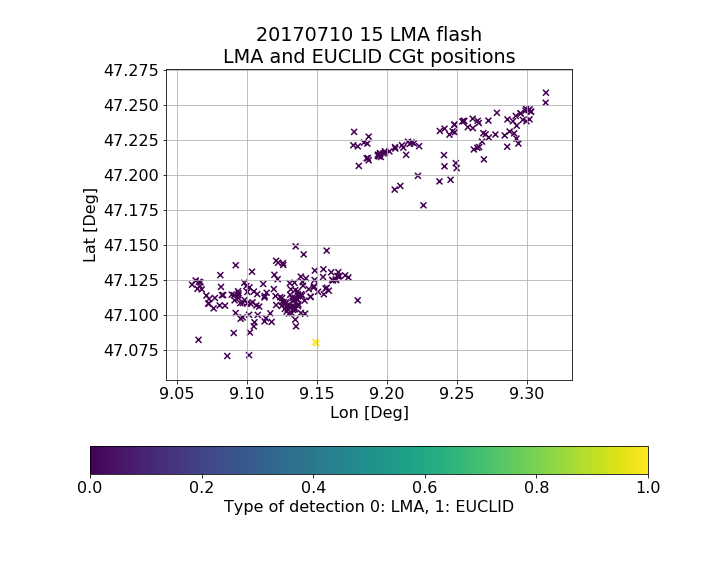 20170710 15 LMA flash
LMA and EUCLID CGt positions
47.275
47.250
47.225
47.200
47.175
47.150
47.125
47.100
47.075
Lat [Deg]
9.05 9.10 9.15 9.20 9.25 9.30
Lon [Deg]
0.0 0.2 0.4 0.6 0.8 1.0
Type of detection 0: LMA, 1: EUCLID